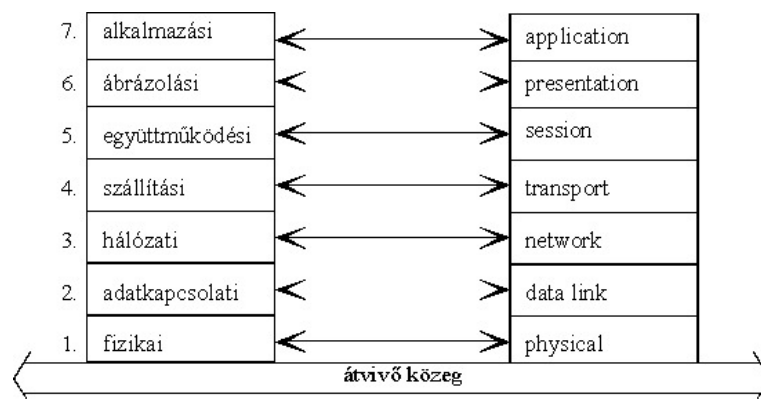 7. alkalmazási application
6. ábrázolási presentation
5. együttműködési session
4. szállítási transport
3. hálózati network
2. adatkapcsolati data link
1. fizikai physical
átvivő közeg